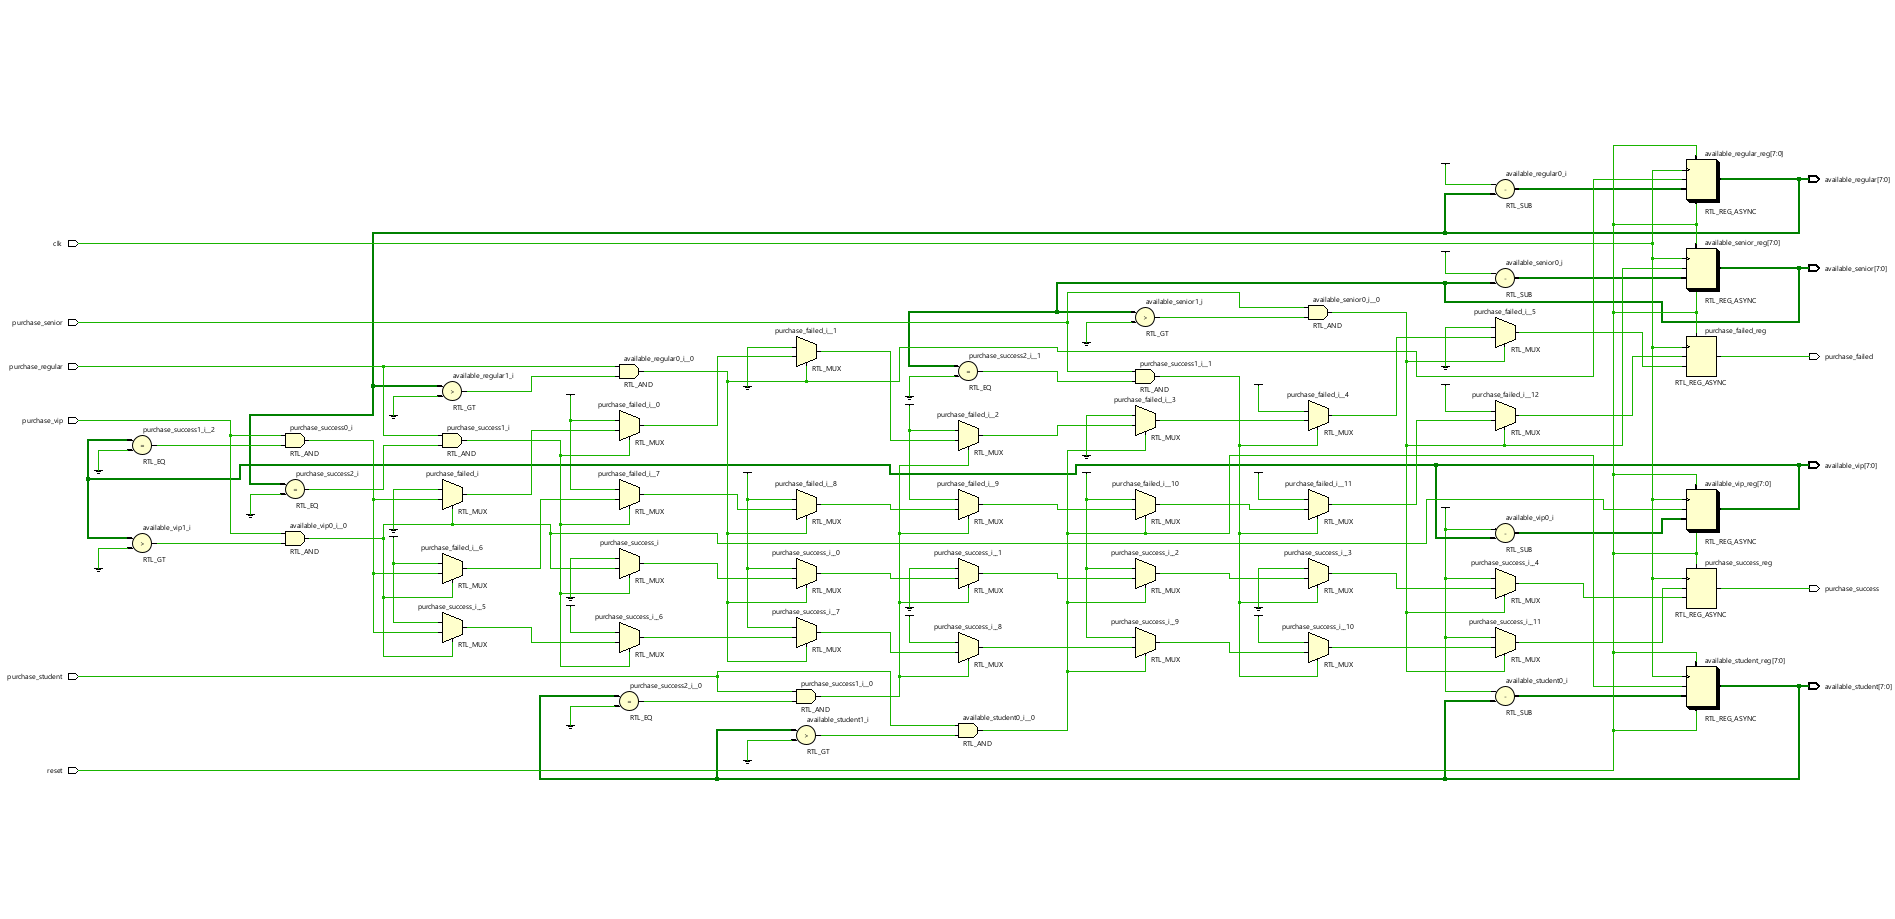 available_regular_reg[7:0]
available_regular0_i
available_regular[7:0]
RTL_SUB
RTL_REG_ASYNC
clk
available_senior_reg[7:0]
available_senior0_i
available_senior[7:0]
RTL_SUB
RTL_REG_ASYNC
available_senior1_i
available_senior0_i__0
purchase_failed_i__5
purchase_senior
>
RTL_AND
RTL_GT
purchase_failed_i__1
purchase_failed_reg
RTL_MUX
purchase_success2_i__1
purchase_failed
available_regular0_i__0
purchase_success1_i__1
purchase_regular
RTL_MUX
=
available_regular1_i
RTL_AND
RTL_EQ
RTL_AND
RTL_REG_ASYNC
>
RTL_GT
purchase_failed_i__0
purchase_failed_i__2
purchase_failed_i__3
purchase_failed_i__4
purchase_failed_i__12
purchase_vip
purchase_success1_i__2
purchase_success0_i
purchase_success1_i
RTL_MUX
RTL_MUX
RTL_MUX
RTL_MUX
RTL_MUX
=
RTL_EQ
RTL_AND
RTL_AND
purchase_success2_i
purchase_failed_i
purchase_failed_i__7
purchase_failed_i__8
purchase_failed_i__9
purchase_failed_i__10
purchase_failed_i__11
available_vip[7:0]
available_vip_reg[7:0]
=
RTL_EQ
RTL_MUX
RTL_MUX
RTL_MUX
RTL_MUX
RTL_MUX
RTL_MUX
available_vip0_i
available_vip1_i
available_vip0_i__0
>
RTL_GT
RTL_AND
RTL_SUB
RTL_REG_ASYNC
purchase_failed_i__6
purchase_success_i
purchase_success_i__0
purchase_success_i__1
purchase_success_i__2
purchase_success_i__3
purchase_success_i__4
purchase_success_reg
RTL_MUX
RTL_MUX
RTL_MUX
RTL_MUX
RTL_MUX
RTL_MUX
RTL_MUX
purchase_success
RTL_REG_ASYNC
purchase_success_i__5
purchase_success_i__6
purchase_success_i__7
purchase_success_i__8
purchase_success_i__9
purchase_success_i__10
purchase_success_i__11
RTL_MUX
RTL_MUX
RTL_MUX
RTL_MUX
RTL_MUX
RTL_MUX
RTL_MUX
purchase_student
purchase_success2_i__0
purchase_success1_i__0
available_student0_i
available_student_reg[7:0]
available_student[7:0]
=
RTL_EQ
RTL_AND
RTL_SUB
RTL_REG_ASYNC
available_student1_i
available_student0_i__0
>
RTL_GT
RTL_AND
reset